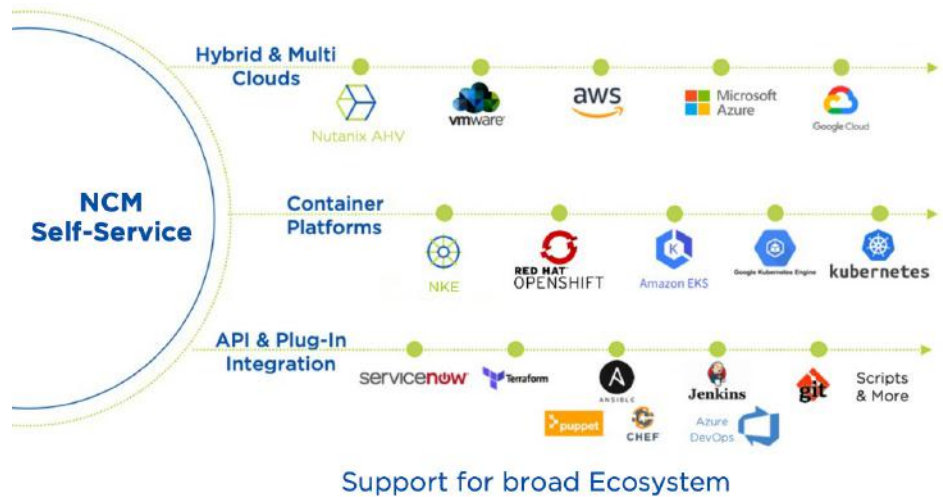 Hybrid & Multi
Clouds
Nutanix AHV
vmware
aws
Microsoft
Azure
Google Cloud
NCM
Self-Service
Container
Platforms
NKE
RED HAT
OPENSHIFT
K
Amazon EKS
Google Kubernetes Engine
kubernetes
API & Plug-In
Integration
servicenow
Terraform
A
ANSIBLE
Jenkins
git
Scripts
& More
puppet
CHEF
Azure
DevOps
Support for broad Ecosystem